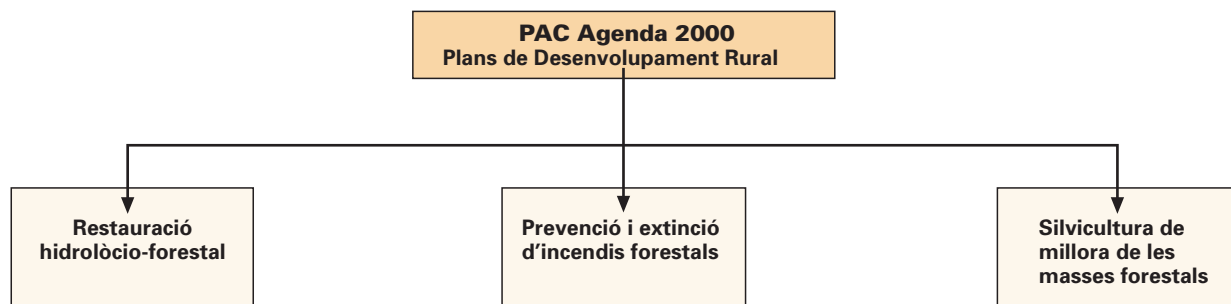 PAC Agenda 2000
Plans de Desenvolupament Rural
Restauració
hidrolòcio-forestal
Prevenció i extinció
d’incendis forestals
Silvicultura de
millora de les
masses forestals